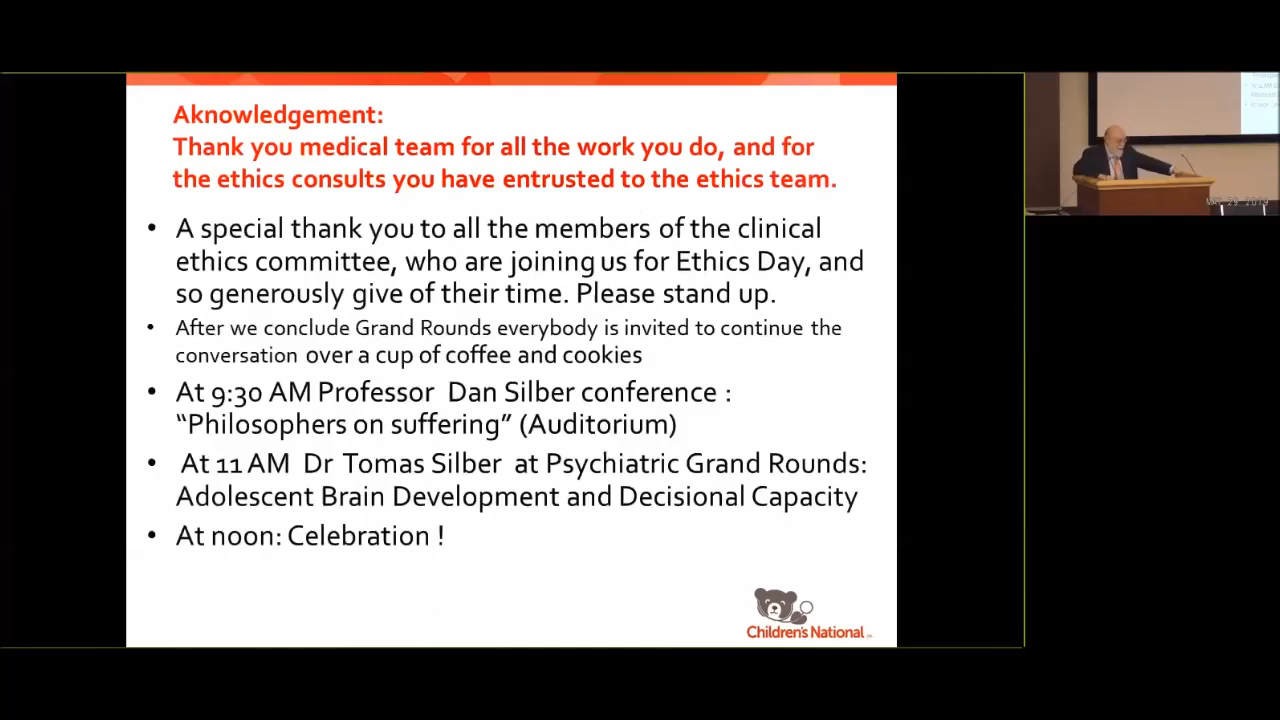 Aknowledgement:
Thank you medical team for all the work you do, and for
the ethics consults you have entrusted to the ethics team.
• A special thank you to all the members of the clinical
ethics committee, who are joining us for Ethics Day, and
so generously give of their time. Please stand up.
• After we conclude Grand Rounds everybody is invited to continue the
conversation over a cup of coffee and cookies
• At 9:30 AM Professor Dan Silber conference :
“Philosophers on suffering” (Auditorium)
• At 11 AM Dr Tomas Silber at Psychiatric Grand Rounds:
Adolescent Brain Development and Decisional Capacity
• At noon: Celebration !
Children's National